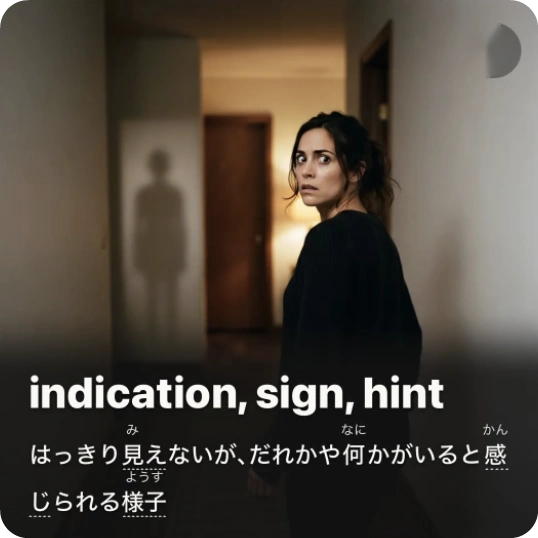 indication, sign, hint
はっきり見えないが、だれかや何かがいると感
じられる様子